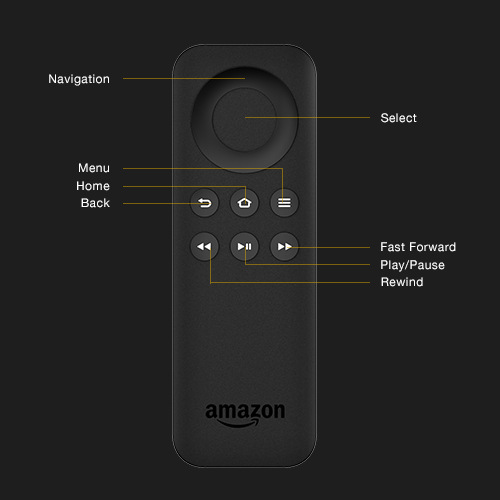 Navigation
Select
Menu
Home
Back
Fast Forward
Play/Pause
Rewind
amazon